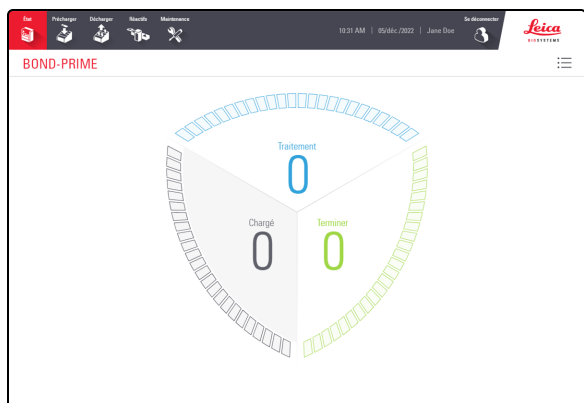 État Précharger Décharger Réactifs Maintenance
10:31 AM | 05/déc./2022 | Jane Doe
Se déconnecter
Leica
BIOSYSTEMS
BOND-PRIME
Traitement
0
Chargé
0
Terminer
0